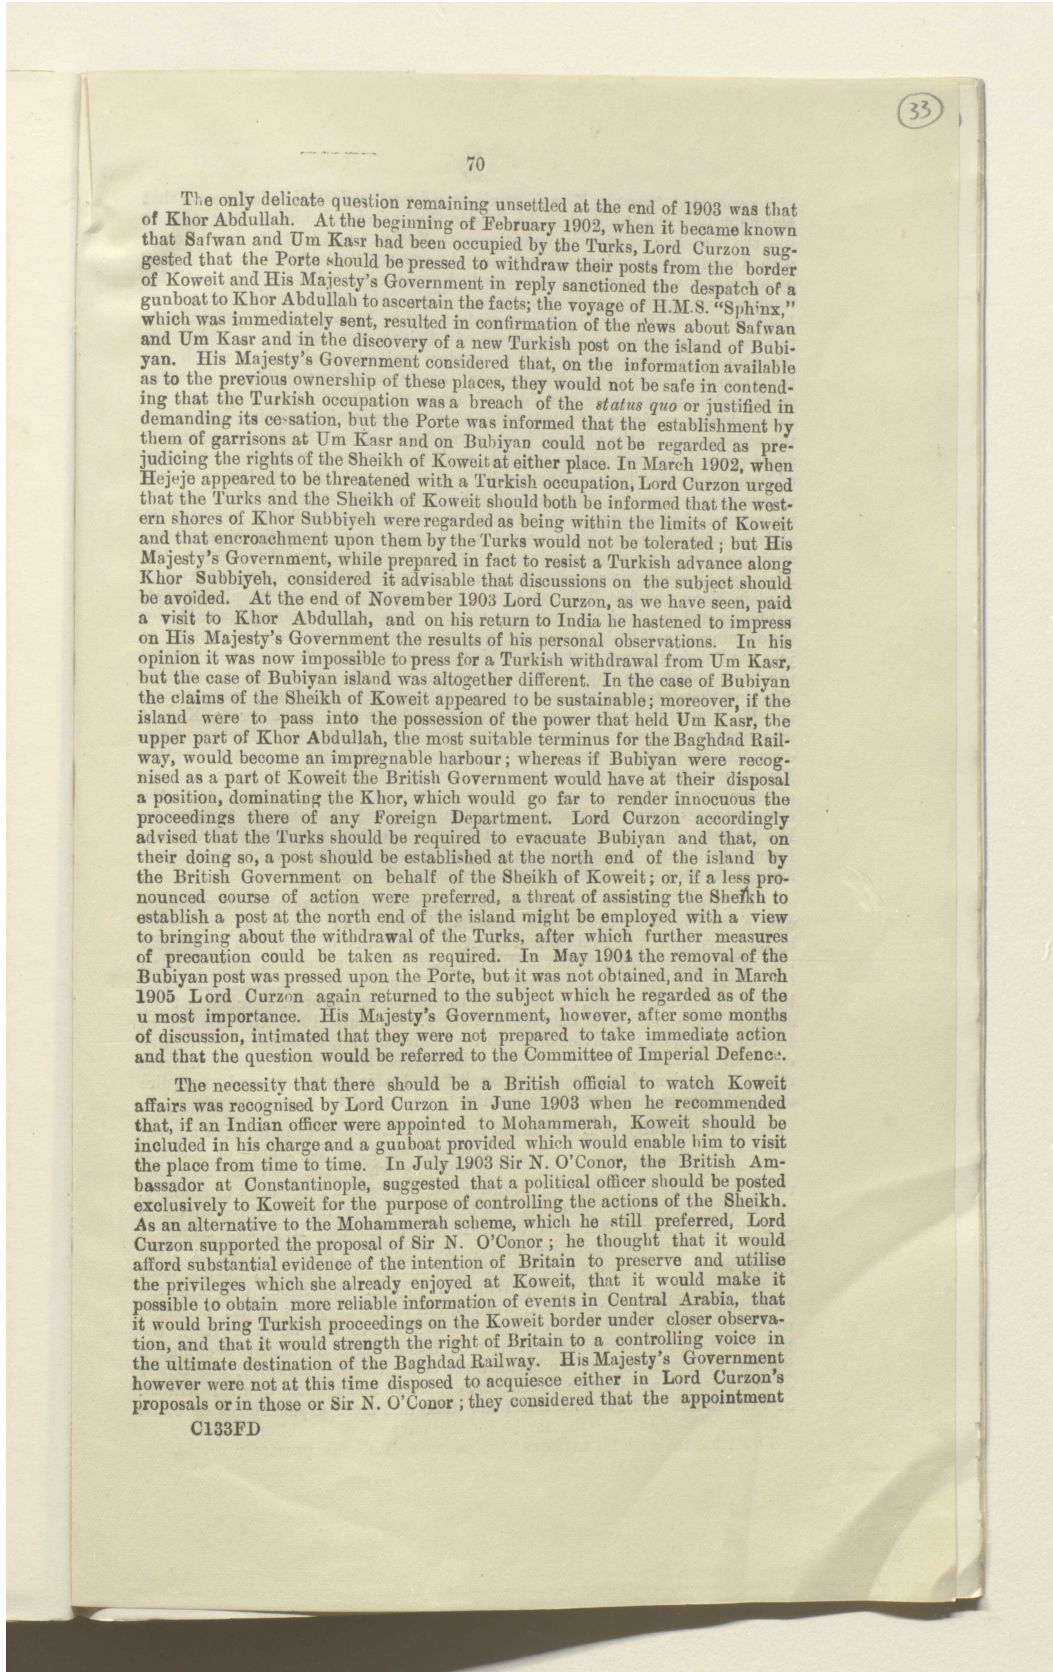 33
70
The only delicate question remaining unsettled at the end of 1903 was that
of Khor Abdullah. At the beginning of February 1902, when it became known
that Safwan and Um Kasr had been occupied by the Turks, Lord Curzon sug-
gested that the Porte should be pressed to withdraw their posts from the border
of Koweit and His Majesty's Government in reply sanctioned the despatch of a
gunboat to Khor Abdullah to ascertain the facts; the voyage of H.M.S. "Sphinx,"
which was immediately sent, resulted in confirmation of the news about Safwan
and Um Kasr and in the discovery of a new Turkish post on the island of Bubi-
yan. His Majesty's Government considered that, on the information available
as to the previous ownership of these places, they would not be safe in contend-
ing that the Turkish occupation was a breach of the status quo or justified in
demanding its cessation, but the Porte was informed that the establishment by
them of garrisons at Um Kasr and on Bubiyan could not be regarded as pre-
judicing the rights of the Sheikh of Koweit at either place. In March 1902, when
Hejeje appeared to be threatened with a Turkish occupation, Lord Curzon urged
that the Turks and the Sheikh of Koweit should both be informed that the west-
ern shores of Khor Subbiyeh were regarded as being within the limits of Koweit
and that encroachment upon them by the Turks would not be tolerated ; but His
Majesty's Government, while prepared in fact to resist a Turkish advance along
Khor Subbiyeh, considered it advisable that discussions on the subject should
be avoided. At the end of November 1903 Lord Curzon, as we have seen, paid
a visit to Khor Abdullah, and on his return to India he hastened to impress
on His Majesty's Government the results of his personal observations. In his
opinion it was now impossible to press for a Turkish withdrawal from Um Kasr,
but the case of Bubiyan island was altogether different. In the case of Bubiyan
the claims of the Sheikh of Koweit appeared to be sustainable; moreover, if the
island were to pass into the possession of the power that held Um Kasr, the
upper part of Khor Abdullah, the most suitable terminus for the Baghdad Rail-
way, would become an impregnable harbour; whereas if Bubiyan were recog-
nised as a part of Koweit the British Government would have at their disposal
a position, dominating the Khor, which would go far to render innocuous the
proceedings there of any Foreign Department. Lord Curzon accordingly
advised that the Turks should be required to evacuate Bubiyan and that, on
their doing so, a post should be established at the north end of the island by
the British Government on behalf of the Sheikh of Koweit; or, if a less pro-
nounced course of action were preferred, a threat of assisting the Sheikh to
establish a post at the north end of the island might be employed with a view
to bringing about the withdrawal of the Turks, after which further measures
of precaution could be taken as required. In May 1904 the removal of the
Bubiyan post was pressed upon the Porte, but it was not obtained, and in March
1905 Lord Curzon again returned to the subject which he regarded as of the
u most importance. His Majesty's Government, however, after some months
of discussion, intimated that they were not prepared to take immediate action
and that the question would be referred to the Committee of Imperial Defence.
The necessity that there should be a British official to watch Koweit
affairs was recognised by Lord Curzon in June 1903 when he recommended
that, if an Indian officer were appointed to Mohammerah, Koweit should be
included in his charge and a gunboat provided which would enable him to visit
the place from time to time. In July 1903 Sir N. O'Conor, the British Am-
bassador at Constantinople, suggested that a political officer should be posted
exclusively to Koweit for the purpose of controlling the actions of the Sheikh.
As an alternative to the Mohammerah scheme, which he still preferred, Lord
Curzon supported the proposal of Sir N. O'Conor ; he thought that it would
afford substantial evidence of the intention of Britain to preserve and utilise
the privileges which she already enjoyed at Koweit, that it would make it
possible to obtain more reliable information of events in Central Arabia, that
it would bring Turkish proceedings on the Koweit border under closer observa-
tion, and that it would strength the right of Britain to a controlling voice in
the ultimate destination of the Baghdad Railway. His Majesty's Government
however were not at this time disposed to acquiesce either in Lord Curzon's
proposals or in those or Sir N. O'Conor ; they considered that the appointment
C133FD